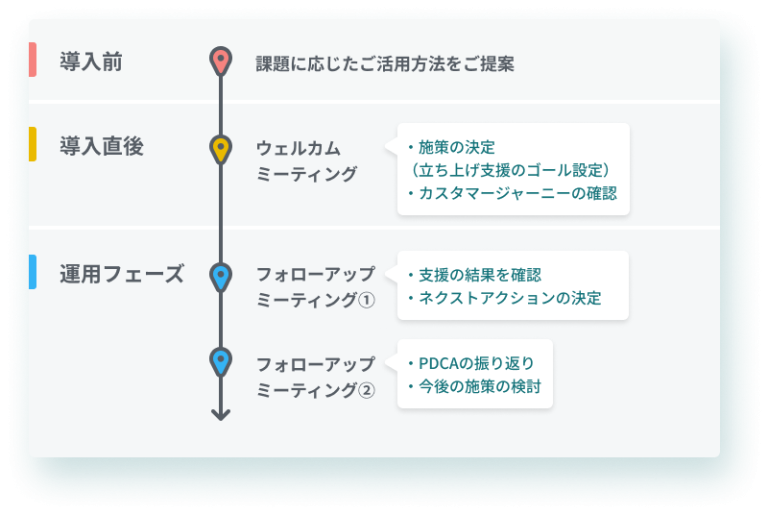 導入前
課題に応じたご活用方法をご提案
導入直後
ウェルカム
ミーティング
・施策の決定
（立ち上げ支援のゴール設定）
・カスタマージャーニーの確認
運用フェーズ
フォローアップ
ミーティング①
・支援の結果を確認
・ネクストアクションの決定
フォローアップ
ミーティング②
・PDCAの振り返り
・今後の施策の検討